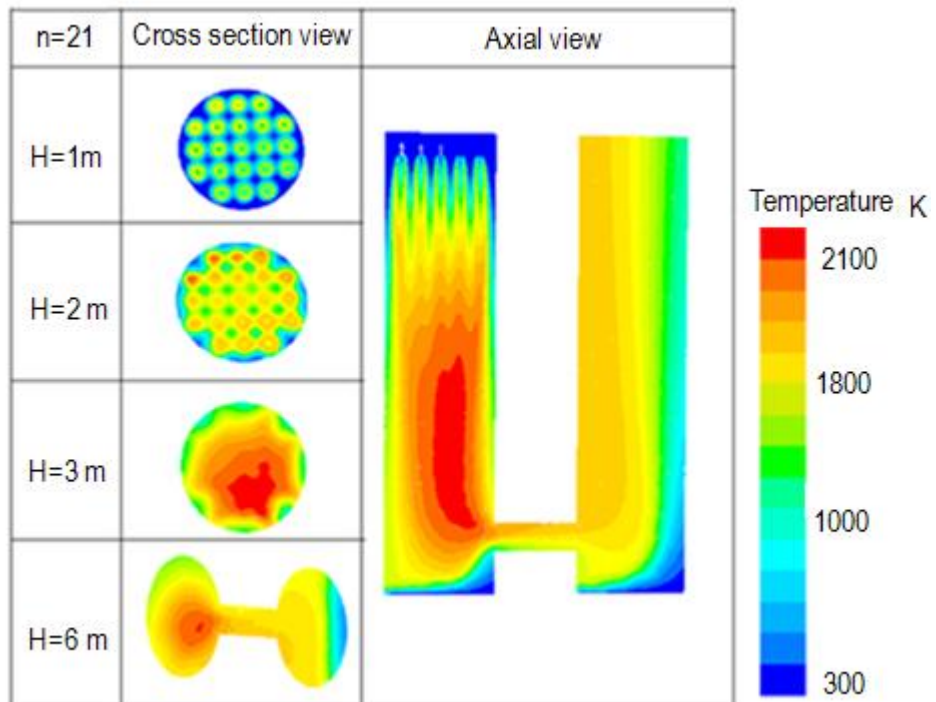 n=21 Cross section view Axial view
H=1m
H=2 m
H=3 m
H=6 m
Temperature K
2100
1800
1000
300